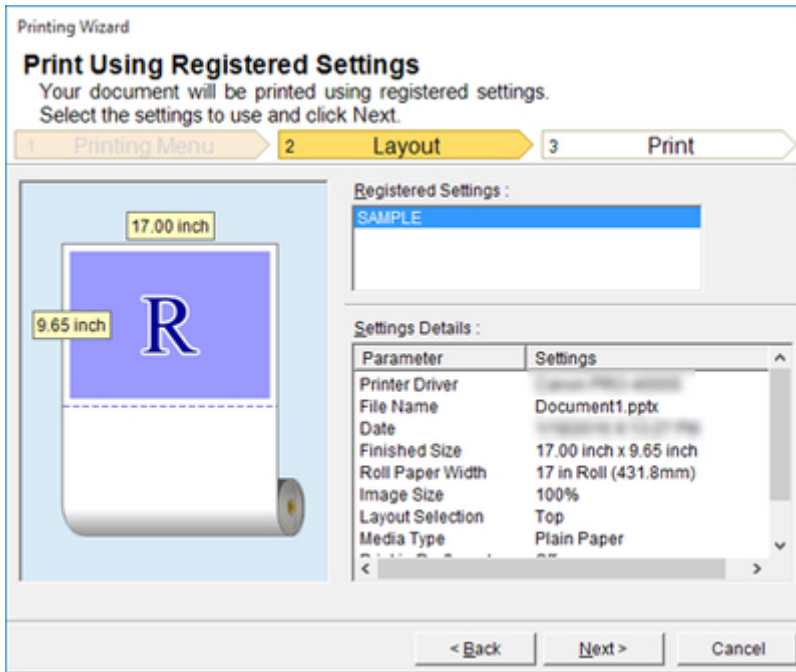 Printing Wizard
Print Using Registered Settings
Your document will be printed using registered settings.
Select the settings to use and click Next.
1 Printing Menu 2 Layout 3 Print
Registered Settings :
SAMPLE
17.00 inch
R
9.65 inch
Settings Details :
Parameter Settings
Printer Driver
File Name Document1.pptx
Date
Finished Size 17.00 inch x 9.65 inch
Roll Paper Width 17 in Roll (431.8mm)
Image Size 100%
Layout Selection Top
Media Type Plain Paper
< Back Next > Cancel